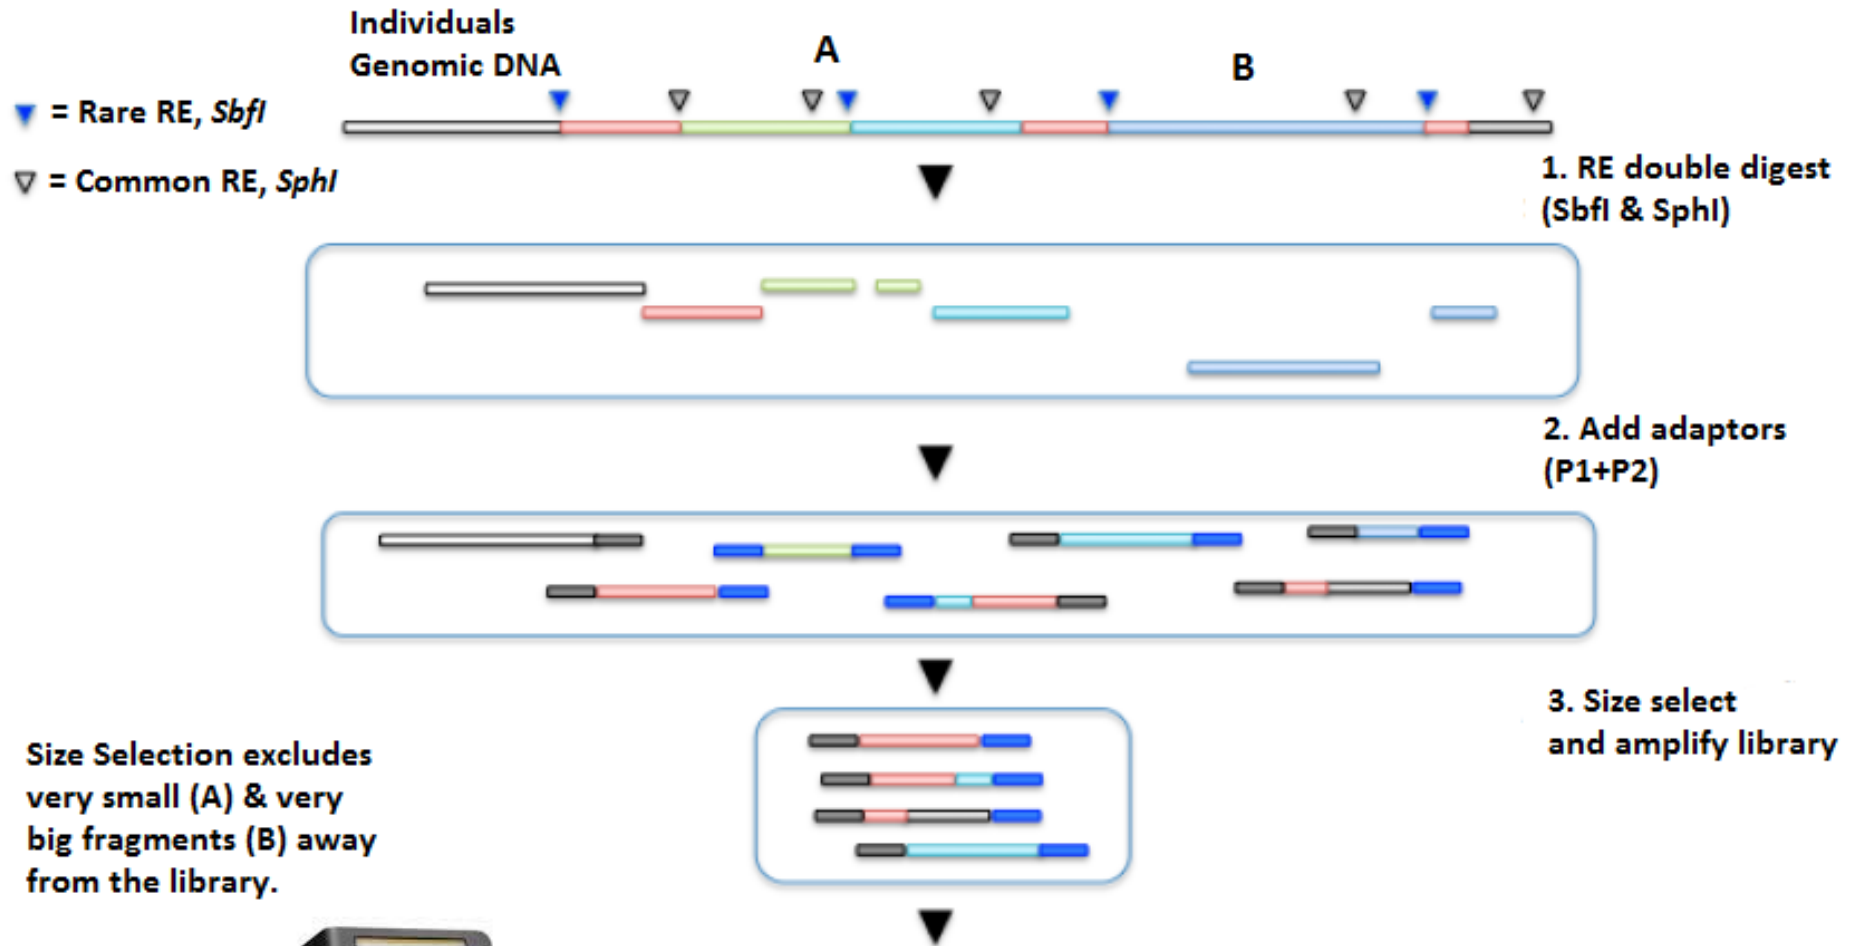 Individuals
Genomic DNA
A
B
= Rare RE, SbfI
= Common RE, SphI
1. RE double digest
(SbfI & SphI)
2. Add adaptors
(P1+P2)
3. Size select
and amplify library
Size Selection excludes
very small (A) & very
big fragments (B) away
from the library.